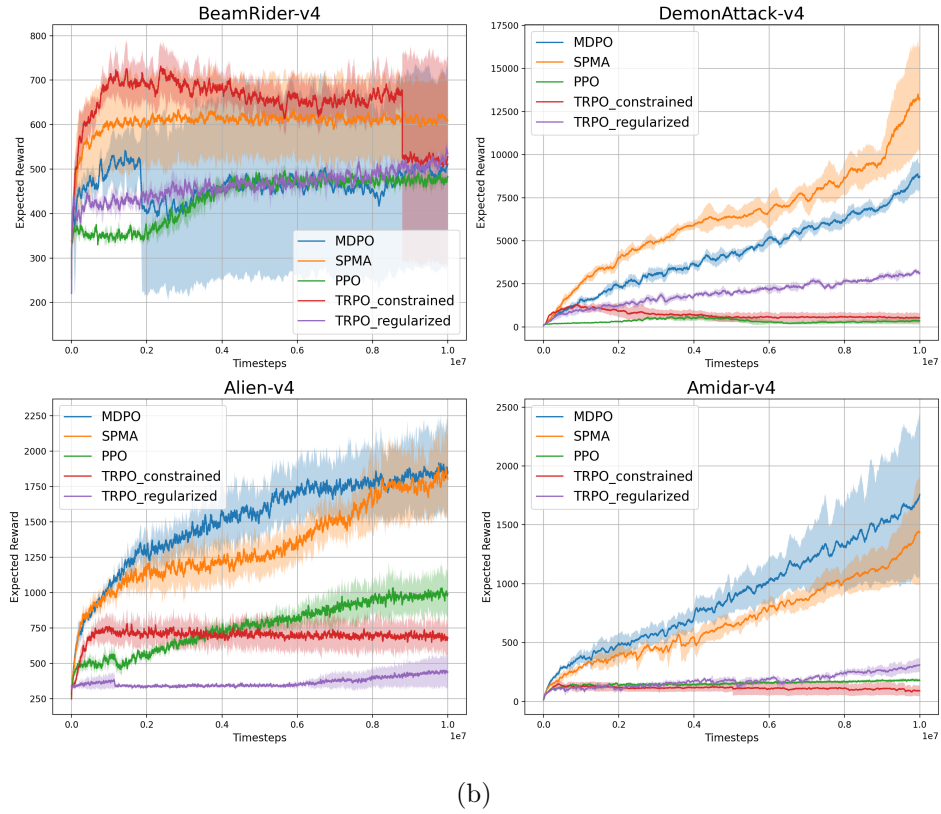 BeamRider-v4
800
700
600
500
400
300
200
Expected Reward
MDPO
SPMA
PPO
TRPO_constrained
TRPO_regularized
0.0 0.2 0.4 0.6 0.8 1.0
1e7
Timesteps
DemonAttack-v4
17500
15000
12500
10000
7500
5000
2500
0
Expected Reward
MDPO
SPMA
PPO
TRPO_constrained
TRPO_regularized
0.0 0.2 0.4 0.6 0.8 1.0
1e7
Timesteps
Alien-v4
2250
2000
1750
1500
1250
1000
750
500
250
Expected Reward
MDPO
SPMA
PPO
TRPO_constrained
TRPO_regularized
0.0 0.2 0.4 0.6 0.8 1.0
1e7
Timesteps
Amidar-v4
2500
2000
1500
1000
500
0
Expected Reward
MDPO
SPMA
PPO
TRPO_constrained
TRPO_regularized
0.0 0.2 0.4 0.6 0.8 1.0
1e7
Timesteps
(b)